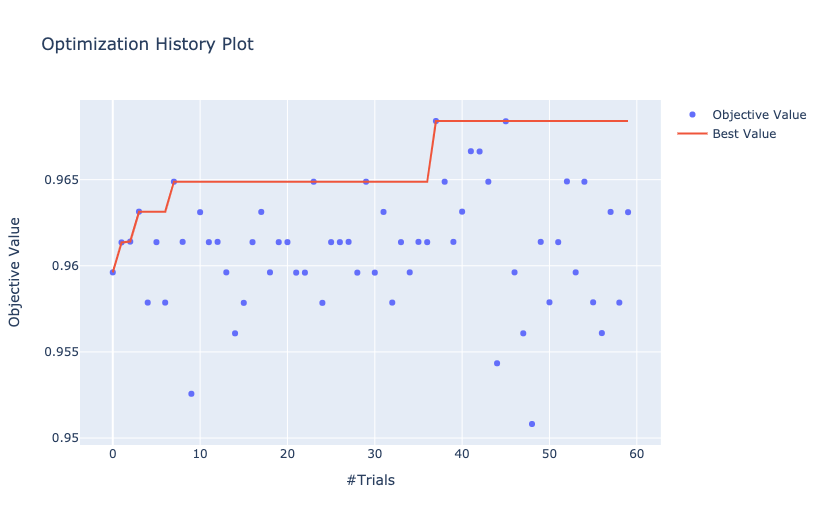 Optimization History Plot
Objective Value
Best Value
0.965
0.96
0.955
0.95
Objective Value
0
10
20
30
40
50
60
#Trials